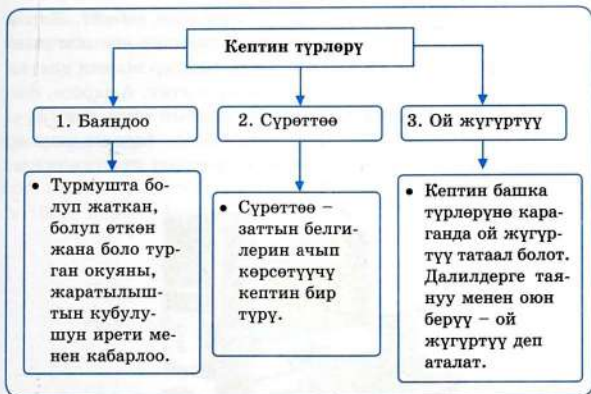 Кептин түрлөрү
1. Баяндоо
2. Сүрөттөө
3. Ой жүгүртүү
• Турмушта бо-
луп жаткан,
болуп өткөн
жана боло тур-
ган окуяны,
жаратылыш-
тын кубулу-
шун ирети ме-
нен кабарлоо.
• Сүрөттөө –
заттын белги-
лерин ачып
көрсөтүүчү
кептин бир
түрү.
• Кептин башка
түрлөрүнө кара-
ганда ой жүгүр-
түү татаал болот.
Далилдерге тая-
нуу менен оюн
берүү – ой
жүгүртүү деп
аталат.